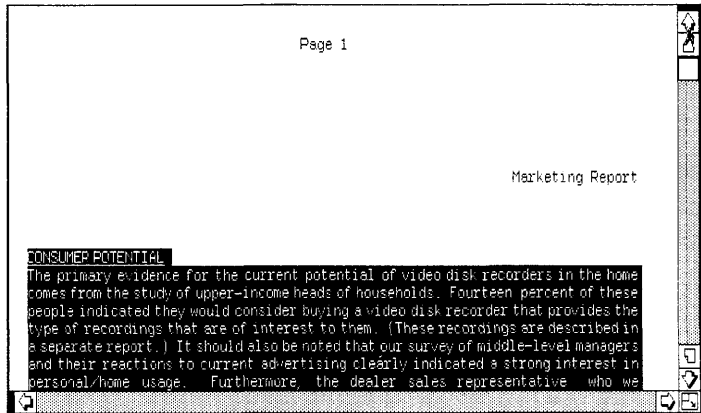 Page 1
Marketing Report
CONSUMER POTENTIAL
The primary evidence for the current potential of video disk recorders in the home
comes from the study of upper-income heads of households. Fourteen percent of these
people indicated they would consider buying a video disk recorder that provides the
type of recordings that are of interest to them. (These recordings are described in
a separate report.) It should also be noted that our survey of middle-level managers
and their reactions to current advertising clearly indicated a strong interest in
personal/home usage. Furthermore, the dealer sales representative who we